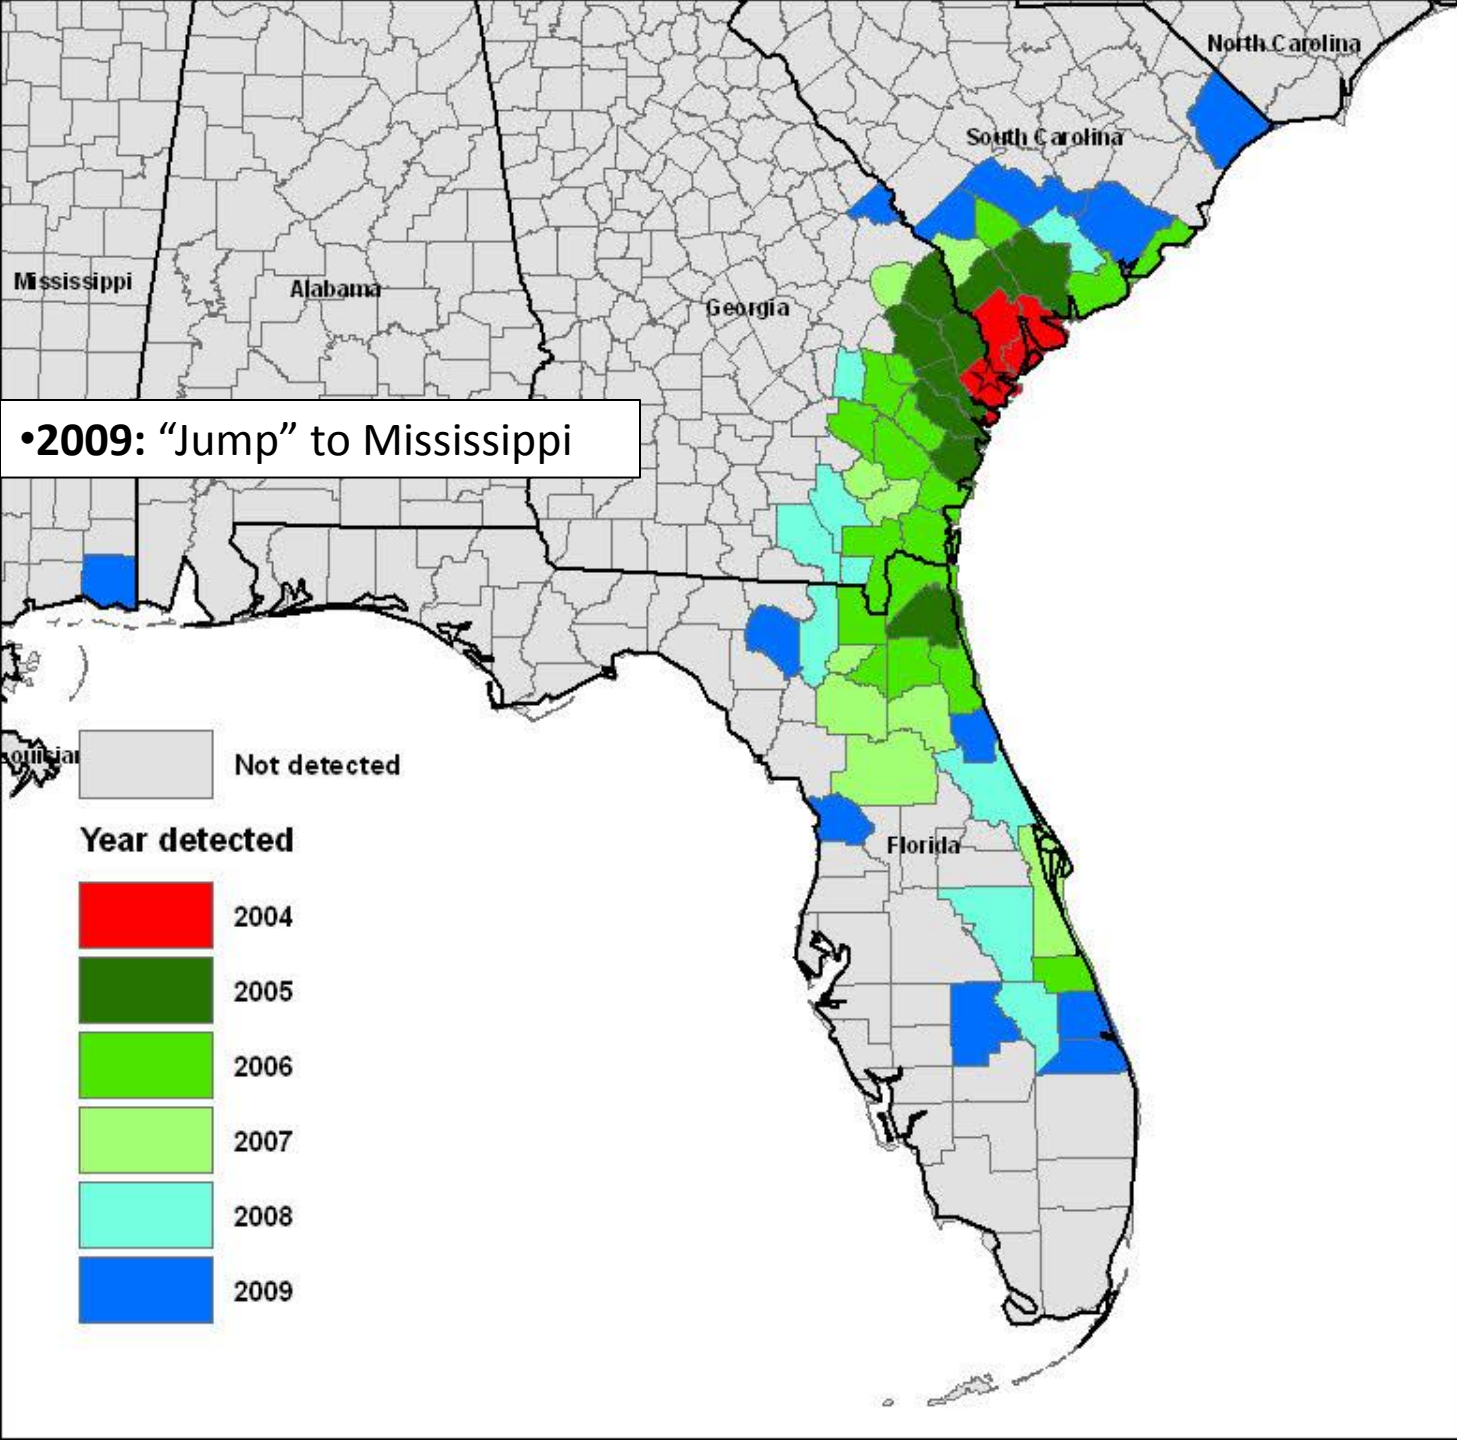 North Carolina
South Carolina
Mississippi
Alabama
Georgia
•2009: “Jump” to Mississippi
ouisiar
Not detected
Year detected
Florida
2004
2005
2006
2007
2008
2009